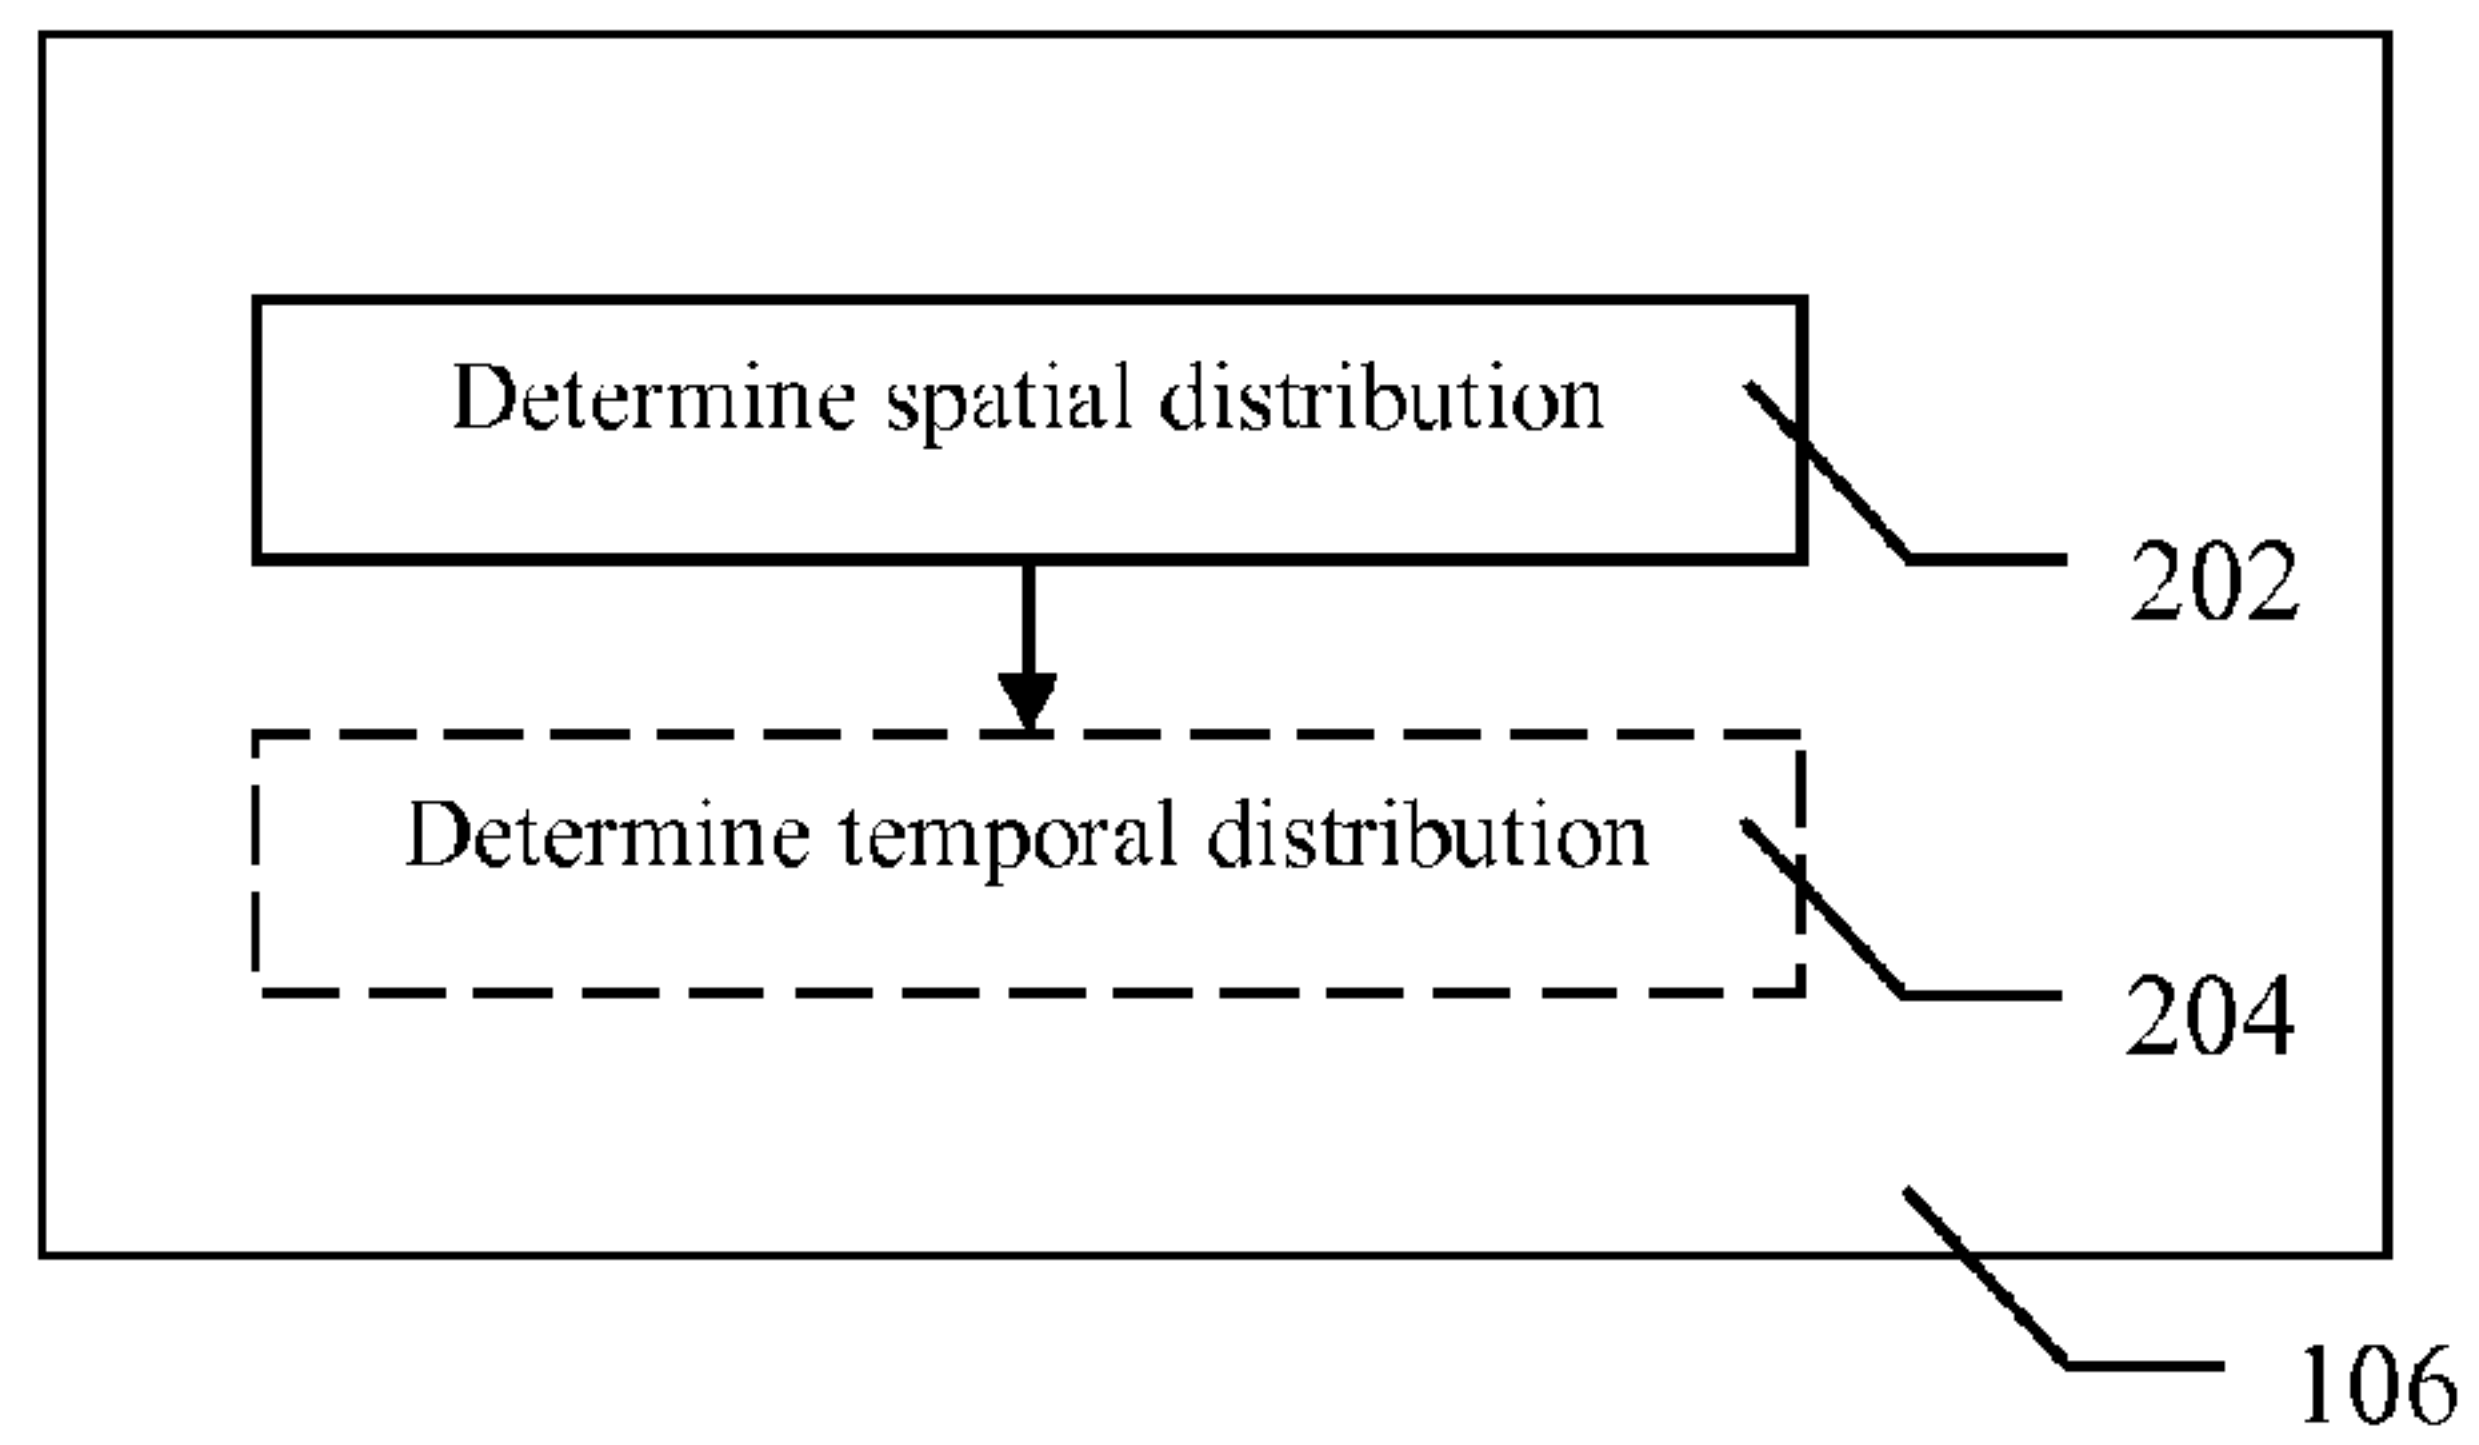 Determine spatial distribution
202
Determine temporal distribution
204
106